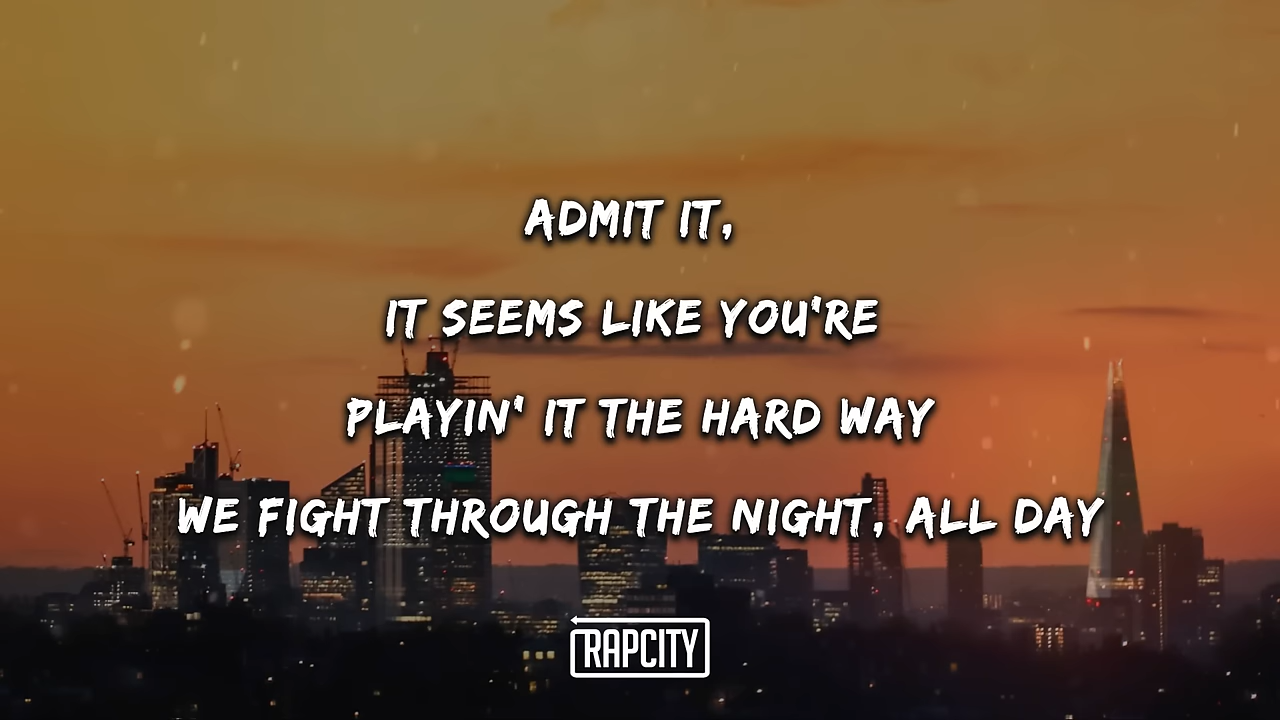 ADMIT IT,
IT SEEMS LIKE YOU'RE
PLAYIN' IT THE HARD WAY
WE FIGHT THROUGH THE NIGHT, ALL DAY
RAPCITY